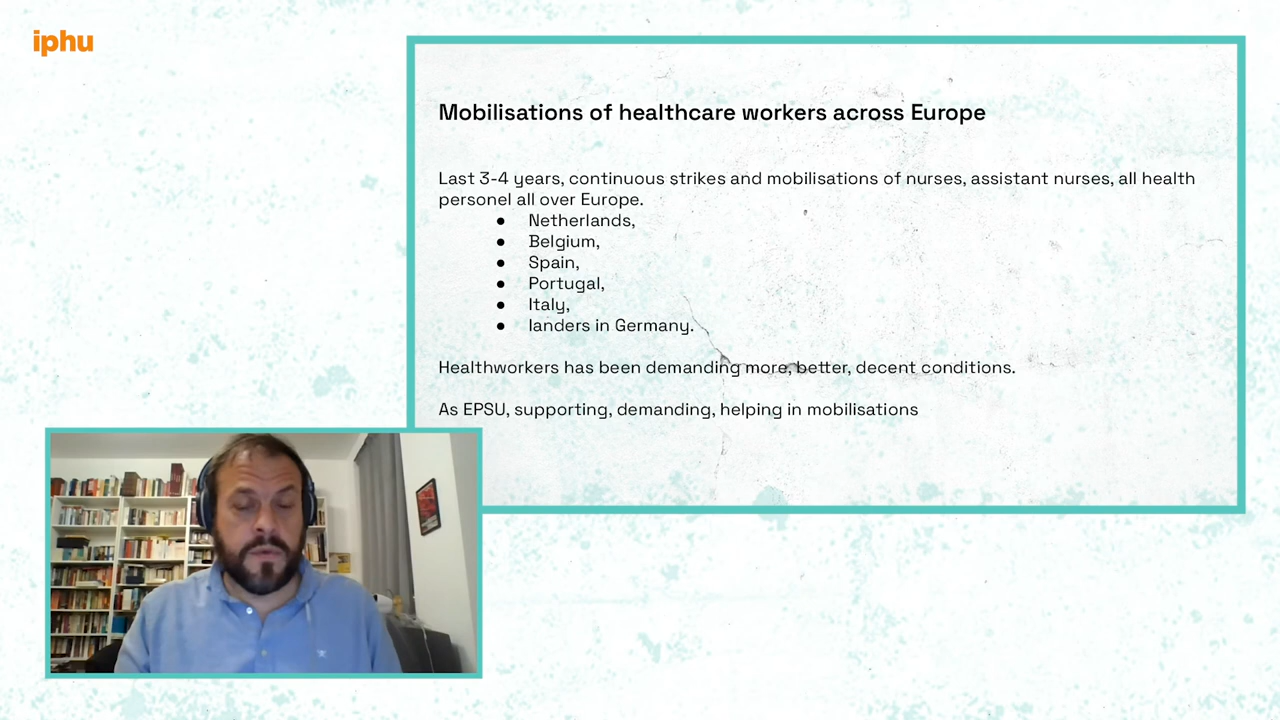 iphu
Mobilisations of healthcare workers across Europe
Last 3-4 years, continuous strikes and mobilisations of nurses, assistant nurses, all health
personel all over Europe.
● Netherlands,
● Belgium,
● Spain,
● Portugal,
● Italy,
● landers in Germany.
Healthworkers has been demanding more, better, decent conditions.
As EPSU, supporting, demanding, helping in mobilisations